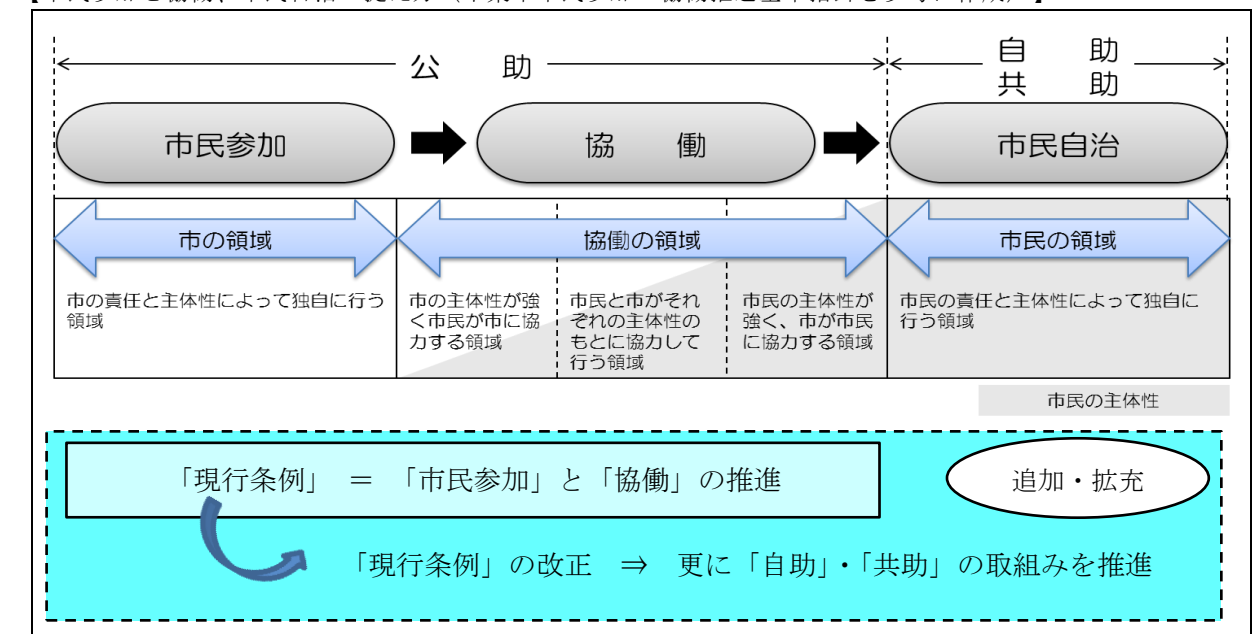 公　助
自　助
共　助
市民参加
協　働
市民自治
市の領域
協働の領域
市民の領域
市の責任と主体性によって独自に行う
領域
市の主体性が強
く市民が市に協
力する領域
市民と市がそれ
ぞれの主体性の
もとに協力して
行う領域
市民の主体性が
強く、市が市民
に協力する領域
市民の責任と主体性によって独自に
行う領域
市民の主体性
「現行条例」　＝　「市民参加」と「協働」の推進
追加・拡充
「現行条例」の改正　⇒　更に「自助」・「共助」の取組みを推進